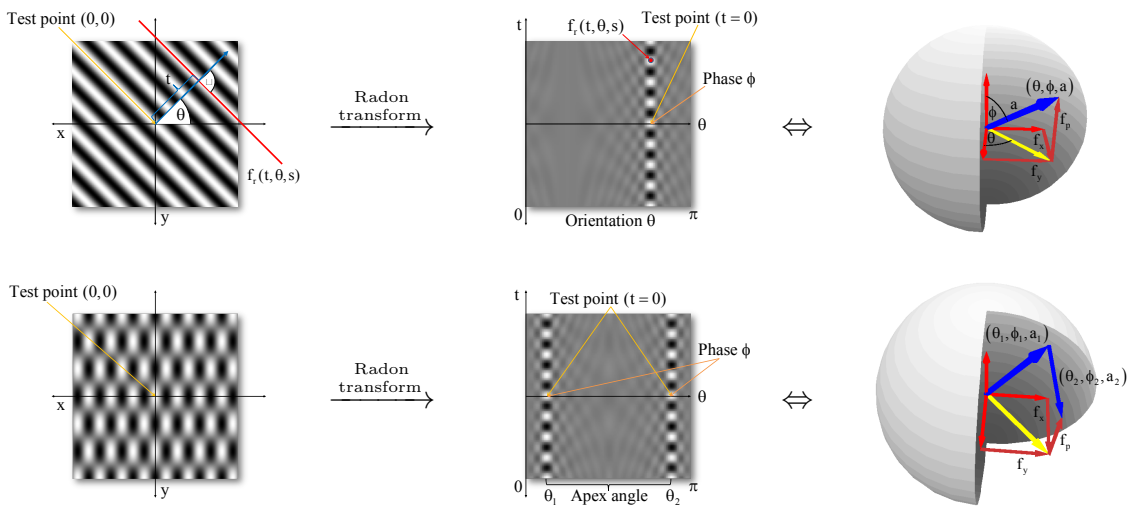 Test point (0, 0)
t
θ
x
y
f_r(t, θ, s)
Radon
transform
t
f_r(t, θ, s)
Test point (t = 0)
Phase ϕ
θ
0
Orientation θ
π
⇔
(θ, ϕ, a)
a
ϕ
θ
f_x
f_p
f_y
Test point (0, 0)
x
y
Radon
transform
t
Test point (t = 0)
Phase ϕ
θ
0
π
θ_1
Apex angle
θ_2
⇔
(θ_1, ϕ_1, a_1)
(θ_2, ϕ_2, a_2)
f_x
f_p
f_y